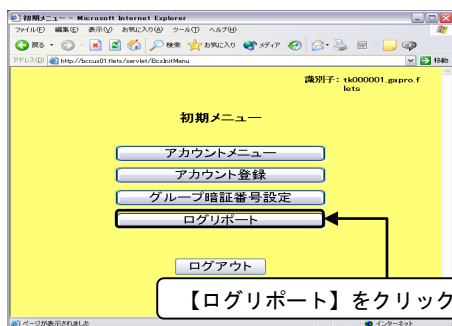 初期メニュー - Microsoft Internet Explorer
ファイル(F) 編集(E) 表示(V) お気に入り(A) ツール(T) ヘルプ(H)
戻る 検索 お気に入り メディア
アドレス(D) http://bccus01.flets/servlet/BcsInitMenu 移動
識別子：tk000001.gapro.f
lets
初期メニュー
アカウントメニュー
アカウント登録
グループ暗証番号設定
ログリポート
ログアウト
【ログリポート】をクリック
ページが表示されました インターネット